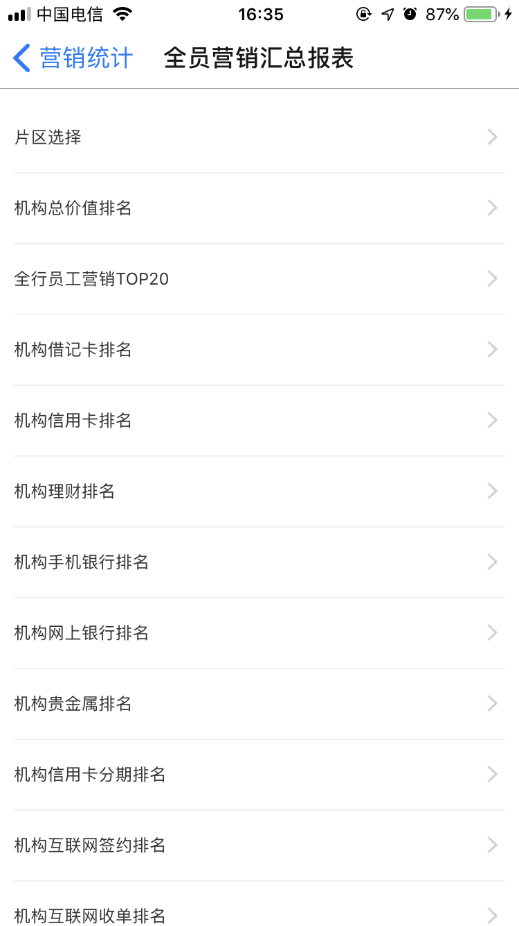 中国电信 16:35 87%
营销统计 全员营销汇总报表
片区选择
机构总价值排名
全行员工营销TOP20
机构借记卡排名
机构信用卡排名
机构理财排名
机构手机银行排名
机构网上银行排名
机构贵金属排名
机构信用卡分期排名
机构互联网签约排名
机构互联网收单排名